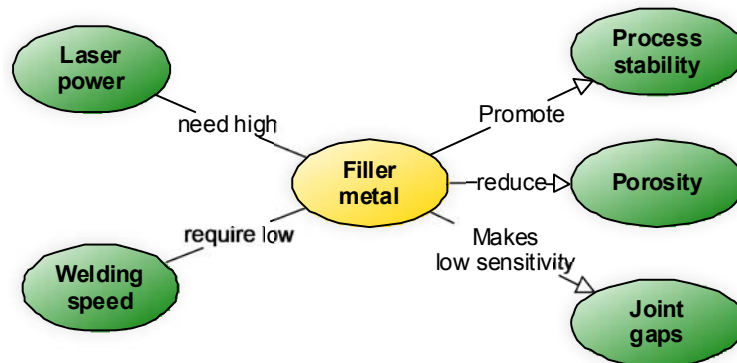 Laser
power
need high
Filler
metal
require low
Welding
speed
Promote
Process
stability
reduce
Porosity
Makes
low sensitivity
Joint
gaps